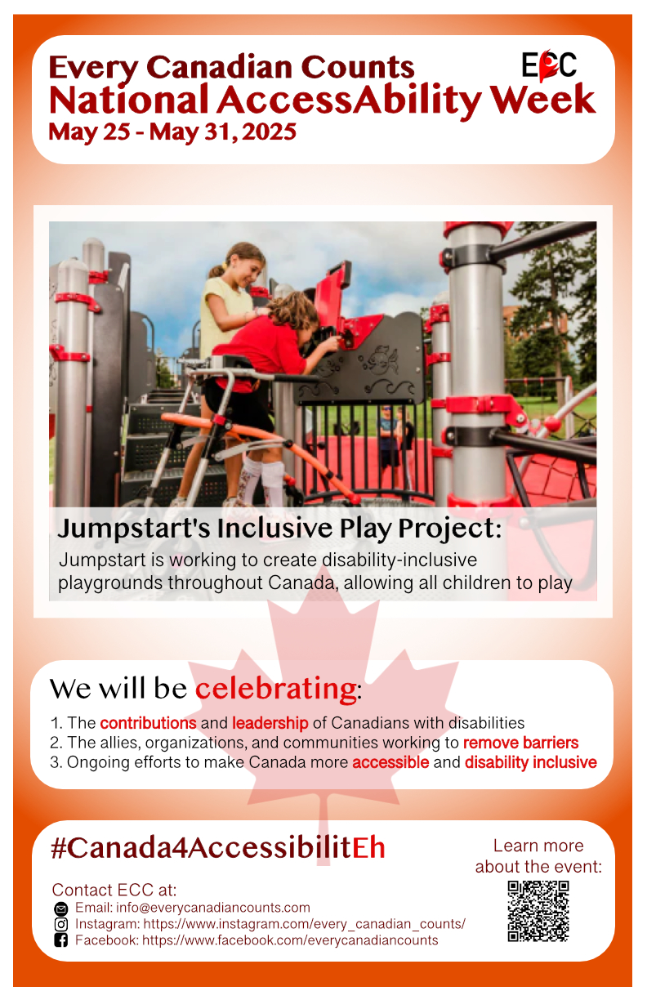 Every Canadian Counts
ECC
National AccessAbility Week
May 25 - May 31, 2025
Jumpstart's Inclusive Play Project:
Jumpstart is working to create disability-inclusive
playgrounds throughout Canada, allowing all children to play
We will be celebrating:
1. The contributions and leadership of Canadians with disabilities
2. The allies, organizations, and communities working to remove barriers
3. Ongoing efforts to make Canada more accessible and disability inclusive
#Canada4AccessibilitEh
Learn more
about the event:
Contact ECC at:
Email: info@everycanadiancounts.com
Instagram: https://www.instagram.com/every_canadian_counts/
Facebook: https://www.facebook.com/everycanadiancounts